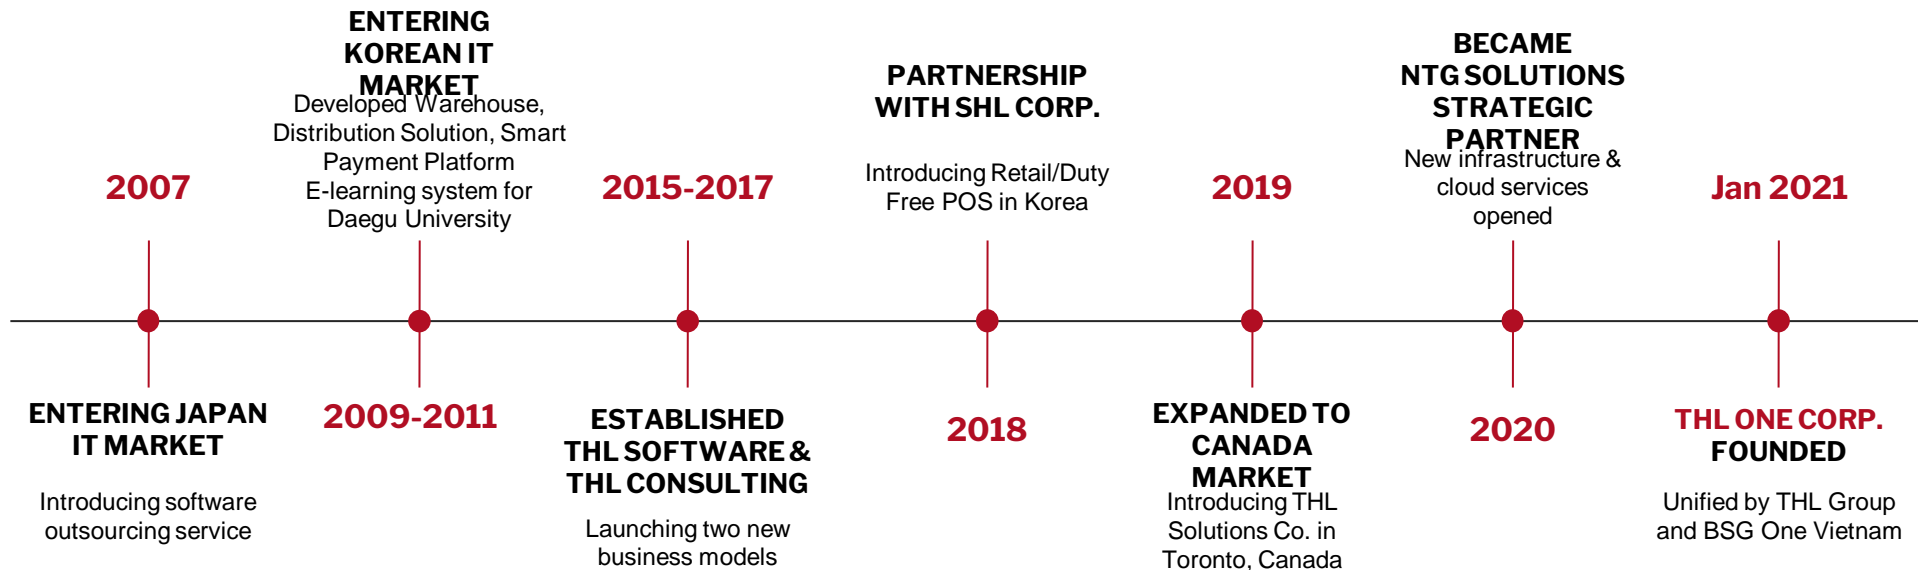 2007
ENTERING JAPAN
IT MARKET
Introducing software
outsourcing service
ENTERING
KOREAN IT
MARKET
Developed Warehouse,
Distribution Solution, Smart
Payment Platform
E-learning system for
Daegu University
2009-2011
2015-2017
ESTABLISHED
THL SOFTWARE &
THL CONSULTING
Launching two new
business models
PARTNERSHIP
WITH SHL CORP.
Introducing Retail/Duty
Free POS in Korea
2018
2019
EXPANDED TO
CANADA
MARKET
Introducing THL
Solutions Co. in
Toronto, Canada
BECAME
NTG SOLUTIONS
STRATEGIC
PARTNER
New infrastructure &
cloud services
opened
2020
Jan 2021
THL ONE CORP.
FOUNDED
Unified by THL Group
and BSG One Vietnam